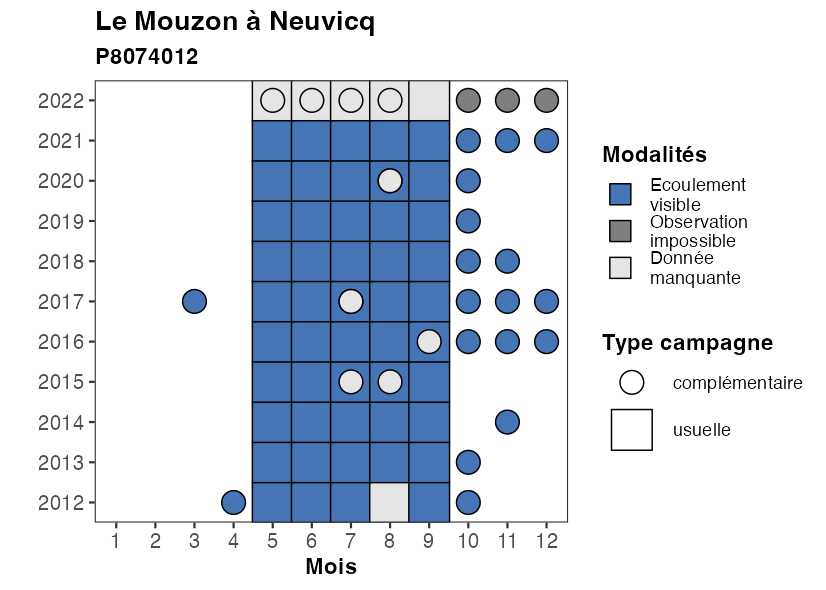 Le Mouzon à Neuvicq
P8074012
2022
2021
2020
2019
2018
2017
2016
2015
2014
2013
2012
1 2 3 4 5 6 7 8 9 10 11 12
Mois
Modalités
Ecoulement
visible
Observation
impossible
Donnée
manquante
Type campagne
complémentaire
usuelle